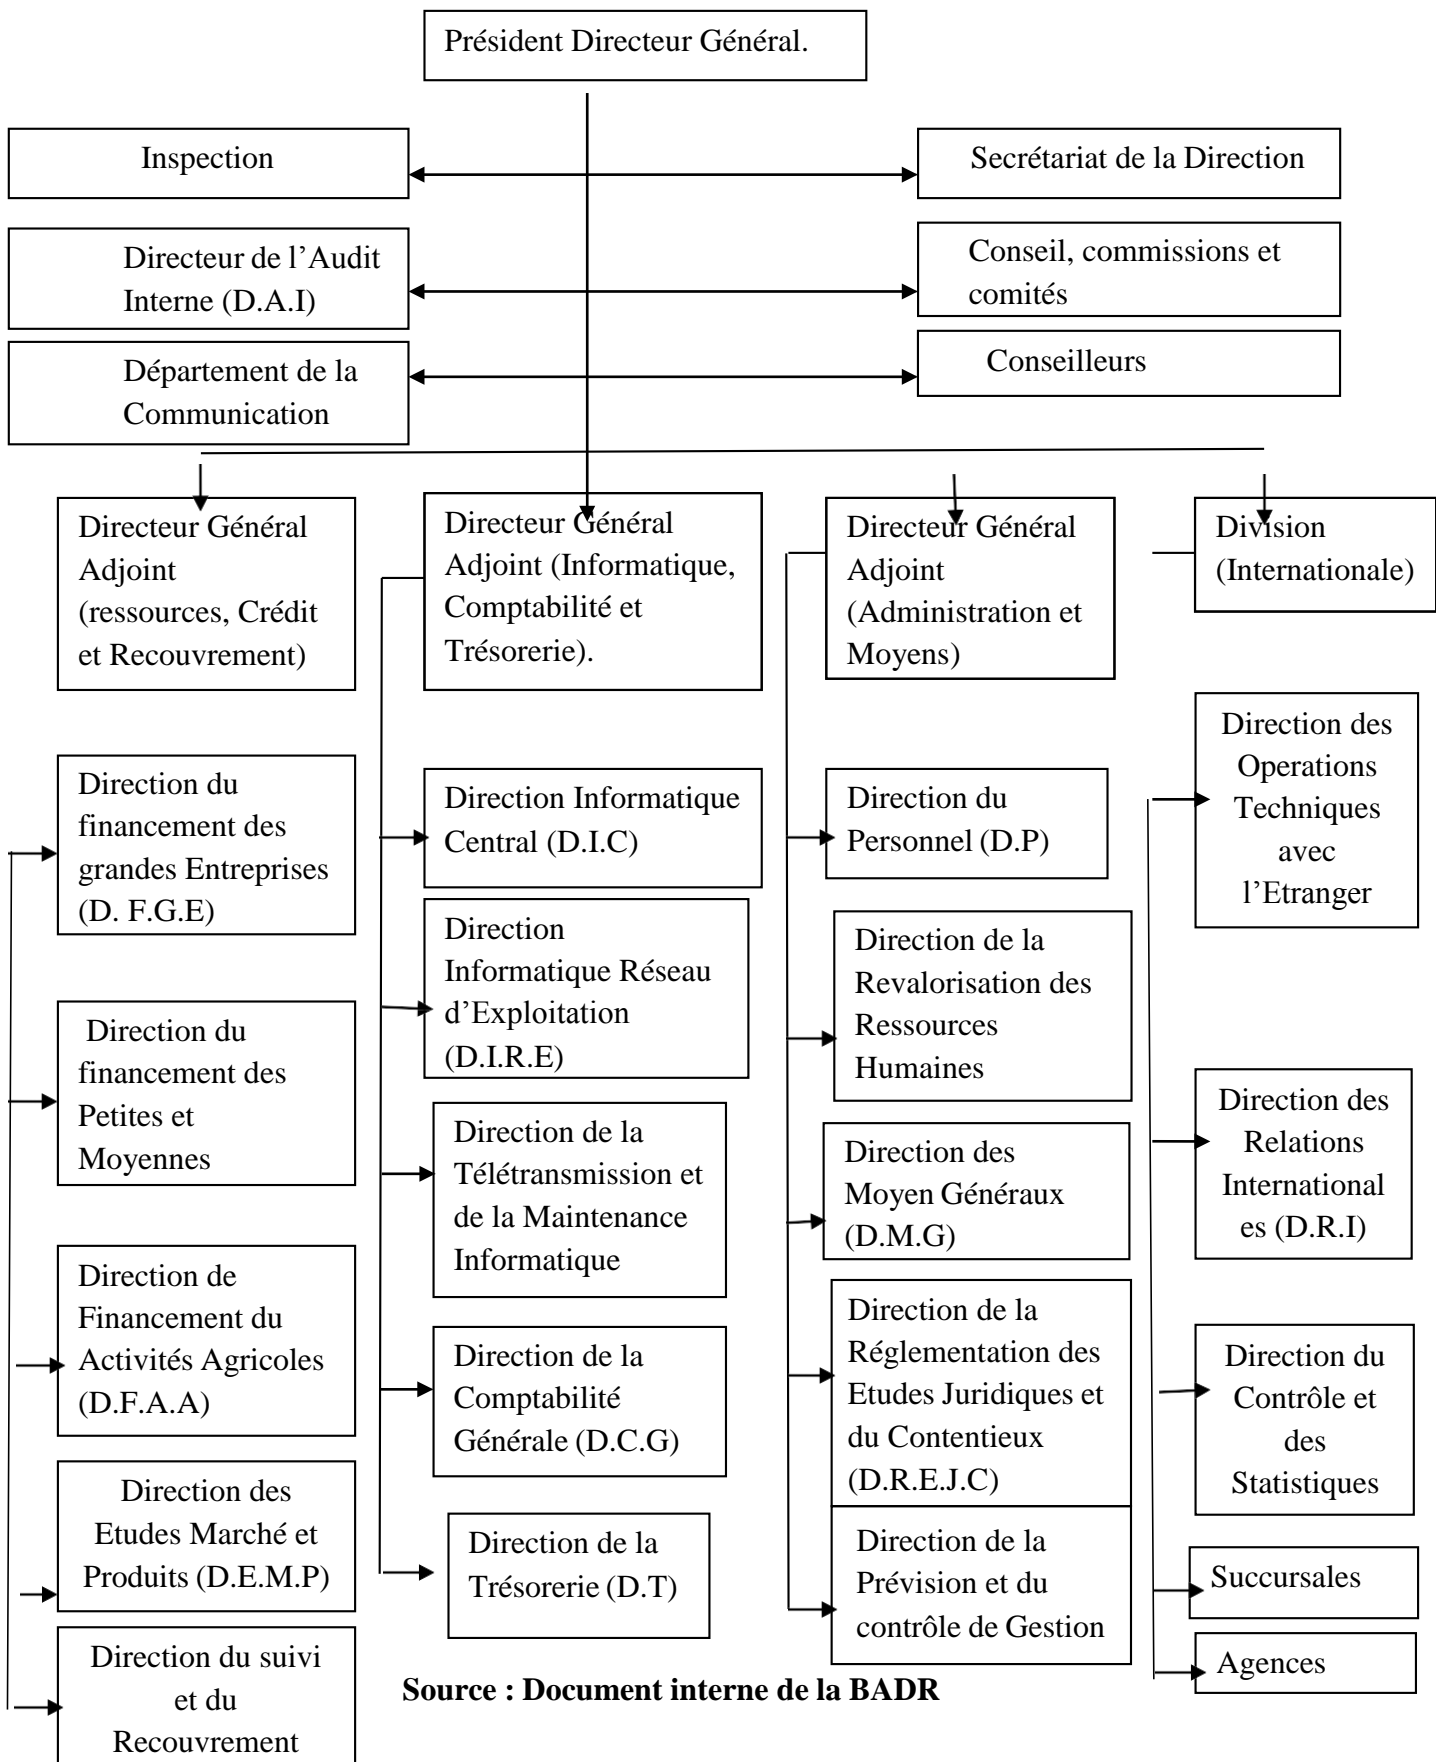 Président Directeur Général.
Inspection
Secrétariat de la Direction
Directeur de l’Audit
Interne (D.A.I)
Conseil, commissions et
comités
Département de la
Communication
Conseilleurs
Directeur Général
Adjoint
(ressources, Crédit
et Recouvrement)
Directeur Général
Adjoint (Informatique,
Comptabilité et
Trésorerie).
Directeur Général
Adjoint
(Administration et
Moyens)
Division
(Internationale)
Direction du
financement des
grandes Entreprises
(D. F.G.E)
Direction du
financement des
Petites et
Moyennes
Direction de
Financement du
Activités Agricoles
(D.F.A.A)
Direction des
Etudes Marché et
Produits (D.E.M.P)
Direction du suivi
et du
Recouvrement
Direction Informatique
Central (D.I.C)
Direction
Informatique Réseau
d’Exploitation
(D.I.R.E)
Direction de la
Télétransmission et
de la Maintenance
Informatique
Direction de la
Comptabilité
Générale (D.C.G)
Direction de la
Trésorerie (D.T)
Direction du
Personnel (D.P)
Direction de la
Revalorisation des
Ressources
Humaines
Direction des
Moyen Généraux
(D.M.G)
Direction de la
Réglementation des
Etudes Juridiques et
du Contentieux
(D.R.E.J.C)
Direction de la
Prévision et du
contrôle de Gestion
Direction des
Operations
Techniques
avec
l’Etranger
Direction des
Relations
International
es (D.R.I)
Direction du
Contrôle et
des
Statistiques
Succursales
Agences
Source : Document interne de la BADR